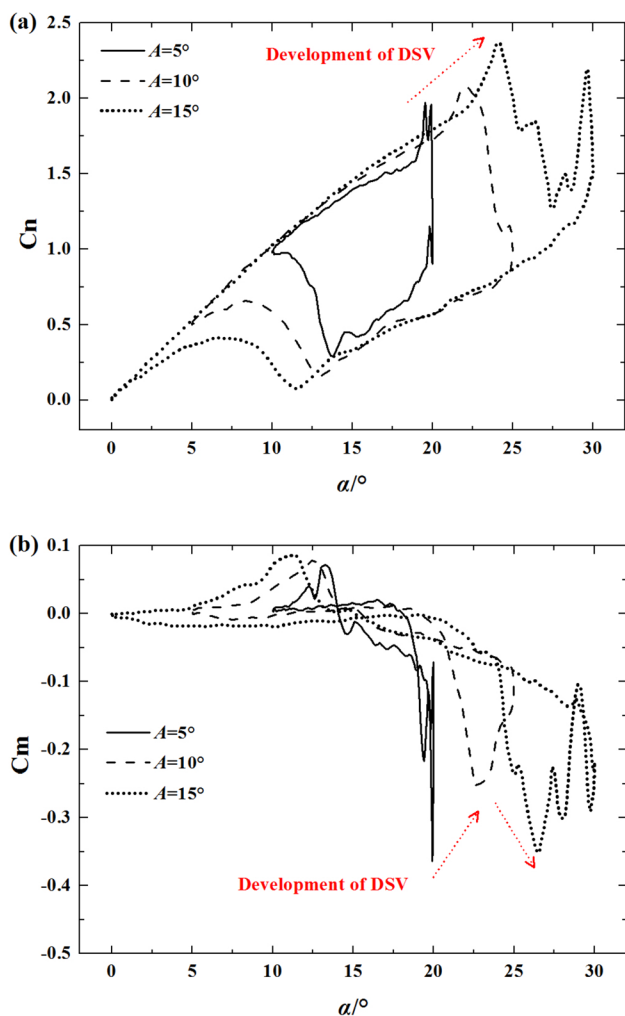 (a)
2.5
2.0
1.5
1.0
0.5
0.0
Cn
A=5°
A=10°
A=15°
Development of DSV
0 5 10 15 20 25 30
α/°
(b)
0.1
0.0
-0.1
-0.2
-0.3
-0.4
-0.5
Cm
A=5°
A=10°
A=15°
Development of DSV
0 5 10 15 20 25 30
α/°